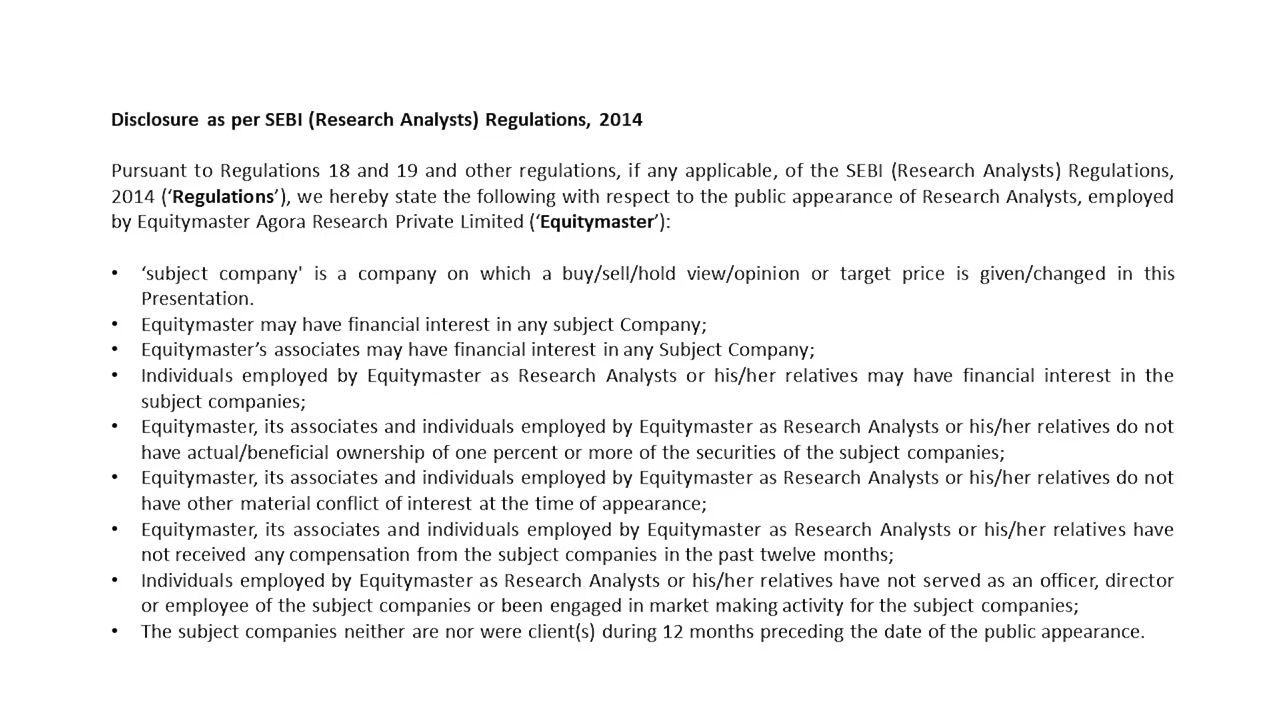 Disclosure as per SEBI (Research Analysts) Regulations, 2014
Pursuant to Regulations 18 and 19 and other regulations, if any applicable, of the SEBI (Research Analysts) Regulations,
2014 (‘Regulations’), we hereby state the following with respect to the public appearance of Research Analysts, employed
by Equitymaster Agora Research Private Limited (‘Equitymaster’):
• ‘subject company' is a company on which a buy/sell/hold view/opinion or target price is given/changed in this
Presentation.
• Equitymaster may have financial interest in any subject Company;
• Equitymaster’s associates may have financial interest in any Subject Company;
• Individuals employed by Equitymaster as Research Analysts or his/her relatives may have financial interest in the
subject companies;
• Equitymaster, its associates and individuals employed by Equitymaster as Research Analysts or his/her relatives do not
have actual/beneficial ownership of one percent or more of the securities of the subject companies;
• Equitymaster, its associates and individuals employed by Equitymaster as Research Analysts or his/her relatives do not
have other material conflict of interest at the time of appearance;
• Equitymaster, its associates and individuals employed by Equitymaster as Research Analysts or his/her relatives have
not received any compensation from the subject companies in the past twelve months;
• Individuals employed by Equitymaster as Research Analysts or his/her relatives have not served as an officer, director
or employee of the subject companies or been engaged in market making activity for the subject companies;
• The subject companies neither are nor were client(s) during 12 months preceding the date of the public appearance.